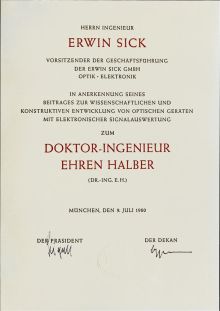 HERRN INGENIEUR
ERWIN SICK
VORSITZENDER DER GESCHÄFTSFÜHRUNG
DER ERWIN SICK GMBH
OPTIK - ELEKTRONIK
IN ANERKENNUNG SEINES
BEITRAGES ZUR WISSENSCHAFTLICHEN UND
KONSTRUKTIVEN ENTWICKLUNG VON OPTISCHEN GERÄTEN
MIT ELEKTRONISCHER SIGNALAUSWERTUNG
ZUM
DOKTOR-INGENIEUR
EHREN HALBER
(DR.-ING. E.H.)
MÜNCHEN, DEN 9. JULI 1980
DER PRÄSIDENT DER DEKAN